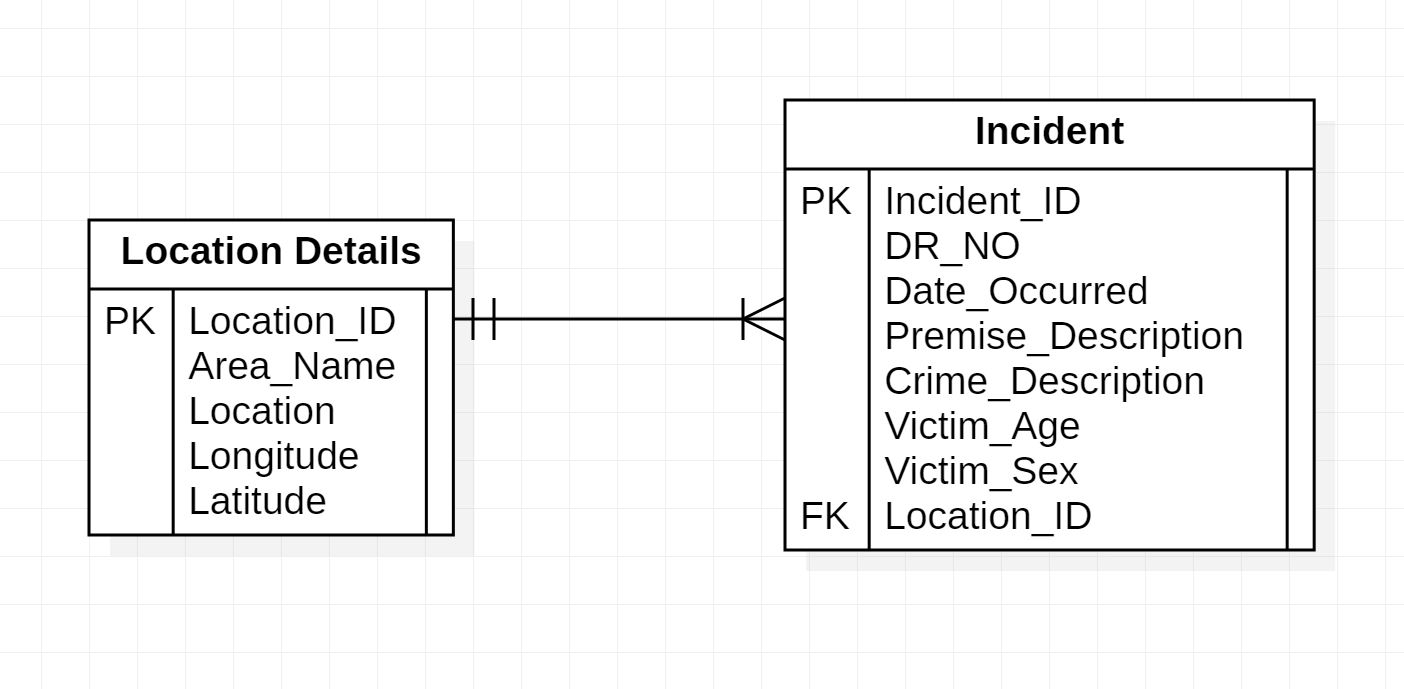 Location Details
PK Location_ID
Area_Name
Location
Longitude
Latitude
Incident
PK Incident_ID
DR_NO
Date_Occurred
Premise_Description
Crime_Description
Victim_Age
Victim_Sex
FK Location_ID